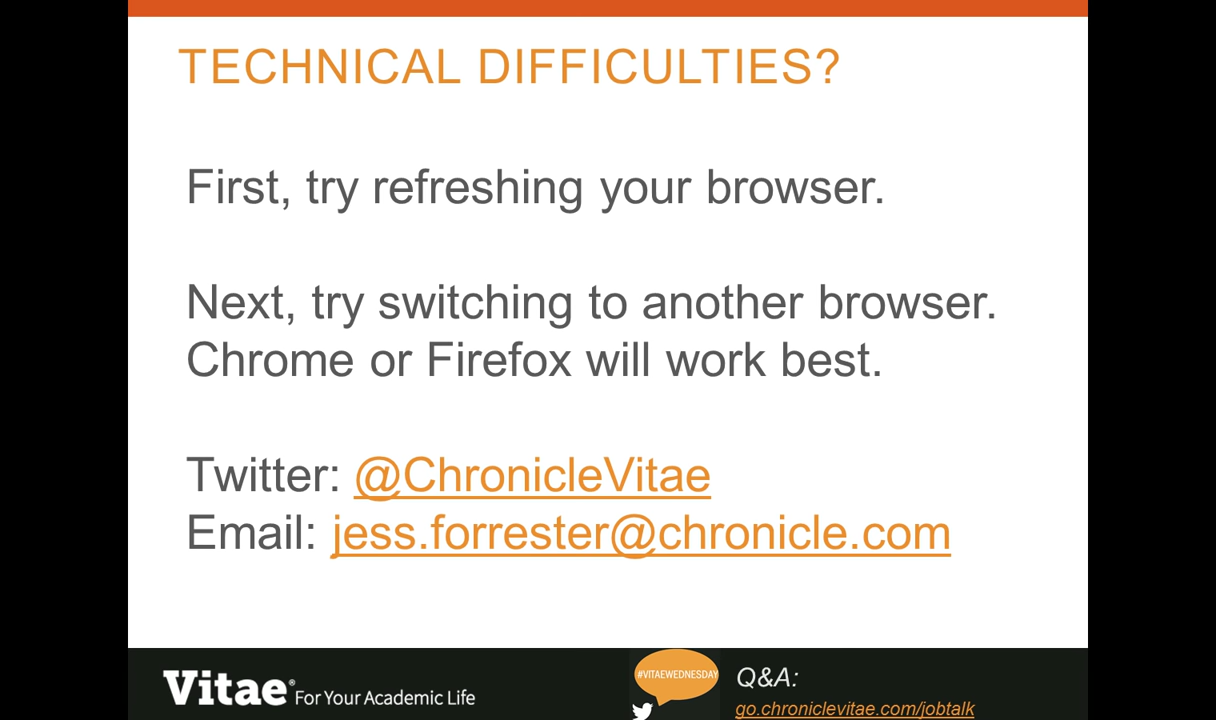 TECHNICAL DIFFICULTIES?
First, try refreshing your browser.
Next, try switching to another browser.
Chrome or Firefox will work best.
Twitter: @ChronicleVitae
Email: jess.forrester@chronicle.com
Vitae® For Your Academic Life
#VITAEWEDNESDAY
Q&A:
go.chroniclevitae.com/jobtalk